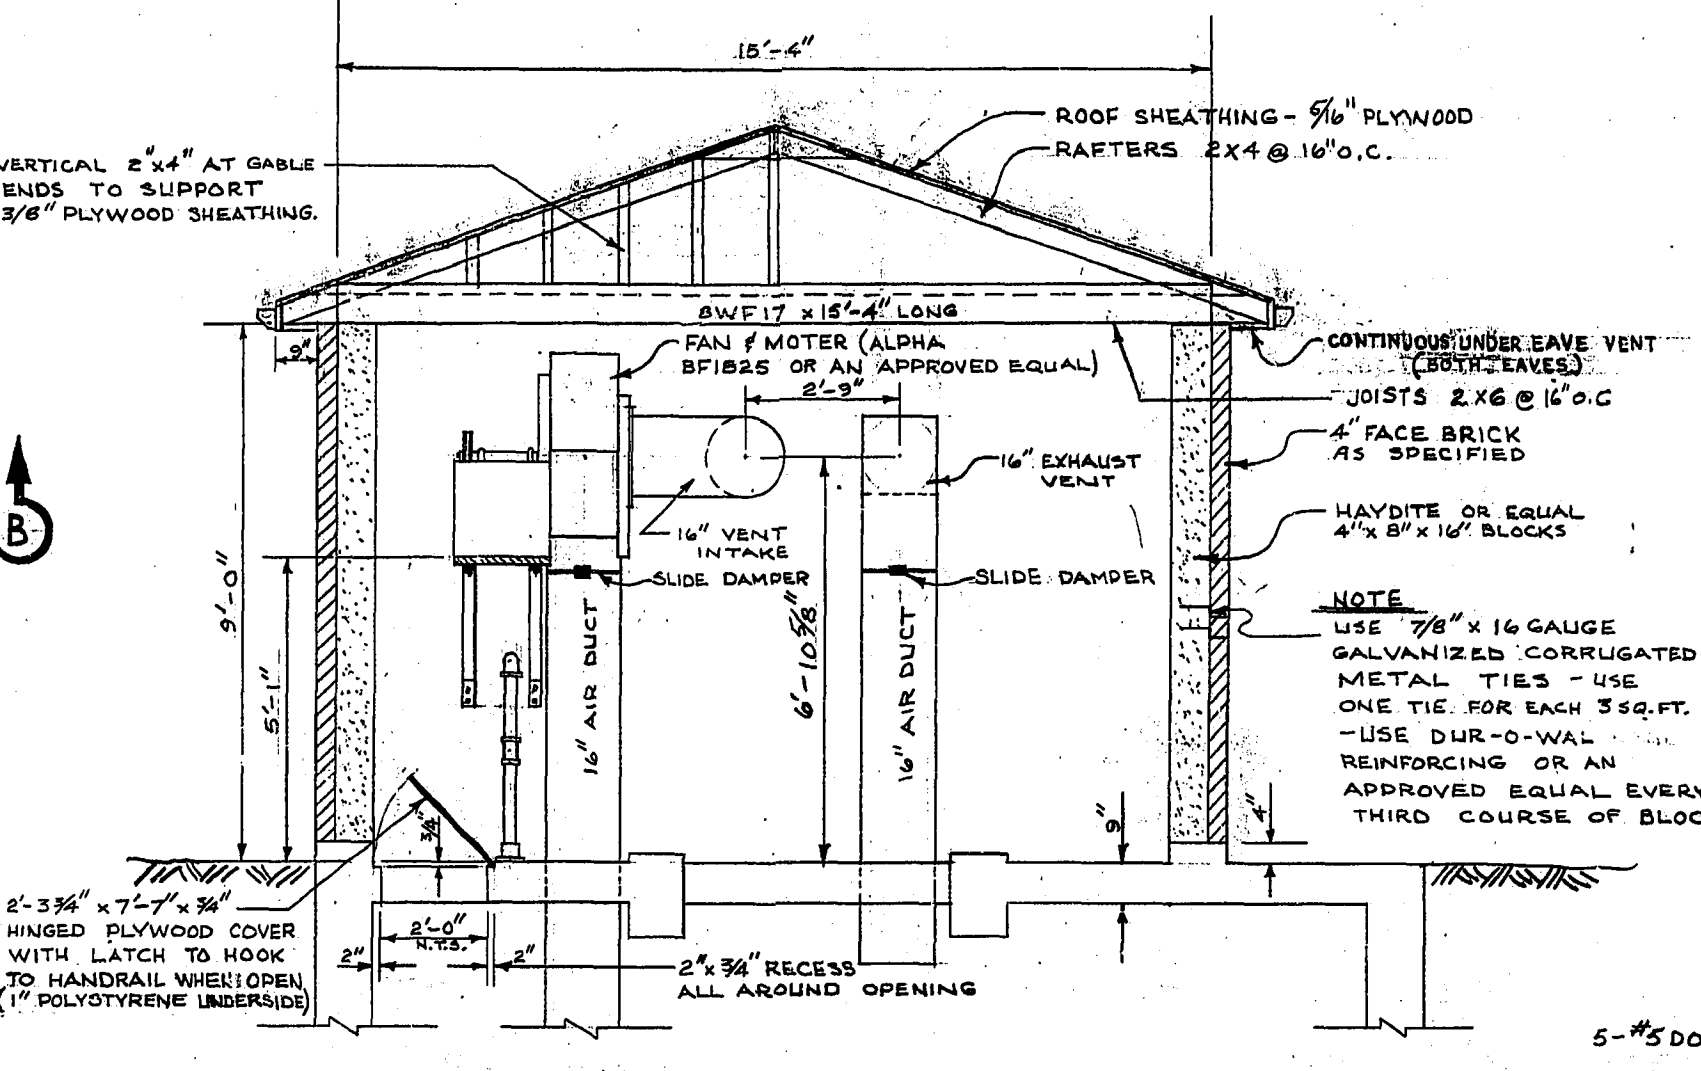 15'-4"
ROOF SHEATHING - 5/16" PLYWOOD
RAFTERS 2X4 @ 16" O.C.
VERTICAL 2"x4" AT GABLE
ENDS TO SUPPORT
3/8" PLYWOOD SHEATHING.
8WF17 x 15'-4" LONG
FAN & MOTER (ALPHA
BF1825 OR AN APPROVED EQUAL)
2'-9"
9"
CONTINUOUS UNDER EAVE VENT
(BOTH EAVES)
JOISTS 2X6 @ 16" O.C
4" FACE BRICK
AS SPECIFIED
16" EXHAUST
VENT
B
16" VENT
INTAKE
HAYDITE OR EQUAL
4"x 8"x 16" BLOCKS
SLIDE DAMPER
SLIDE DAMPER
9'-0"
5'-1"
16" AIR DUCT
6'-10 5/8"
16" AIR DUCT
NOTE
USE 7/8" x 16 GAUGE
GALVANIZED CORRUGATED
METAL TIES - USE
ONE TIE FOR EACH 3 SQ.FT.
-USE DUR-O-WAL
REINFORCING OR AN
APPROVED EQUAL EVERY
THIRD COURSE OF BLOC
3/4"
9"
4"
2'-3 3/4" x 7'-7" x 3/4"
HINGED PLYWOOD COVER
WITH LATCH TO HOOK
TO HANDRAIL WHEN OPEN
(1" POLYSTYRENE UNDERSIDE)
2'-0"
N.T.S.
2"
2"
2"x 3/4" RECESS
ALL AROUND OPENING
5-#5 DO